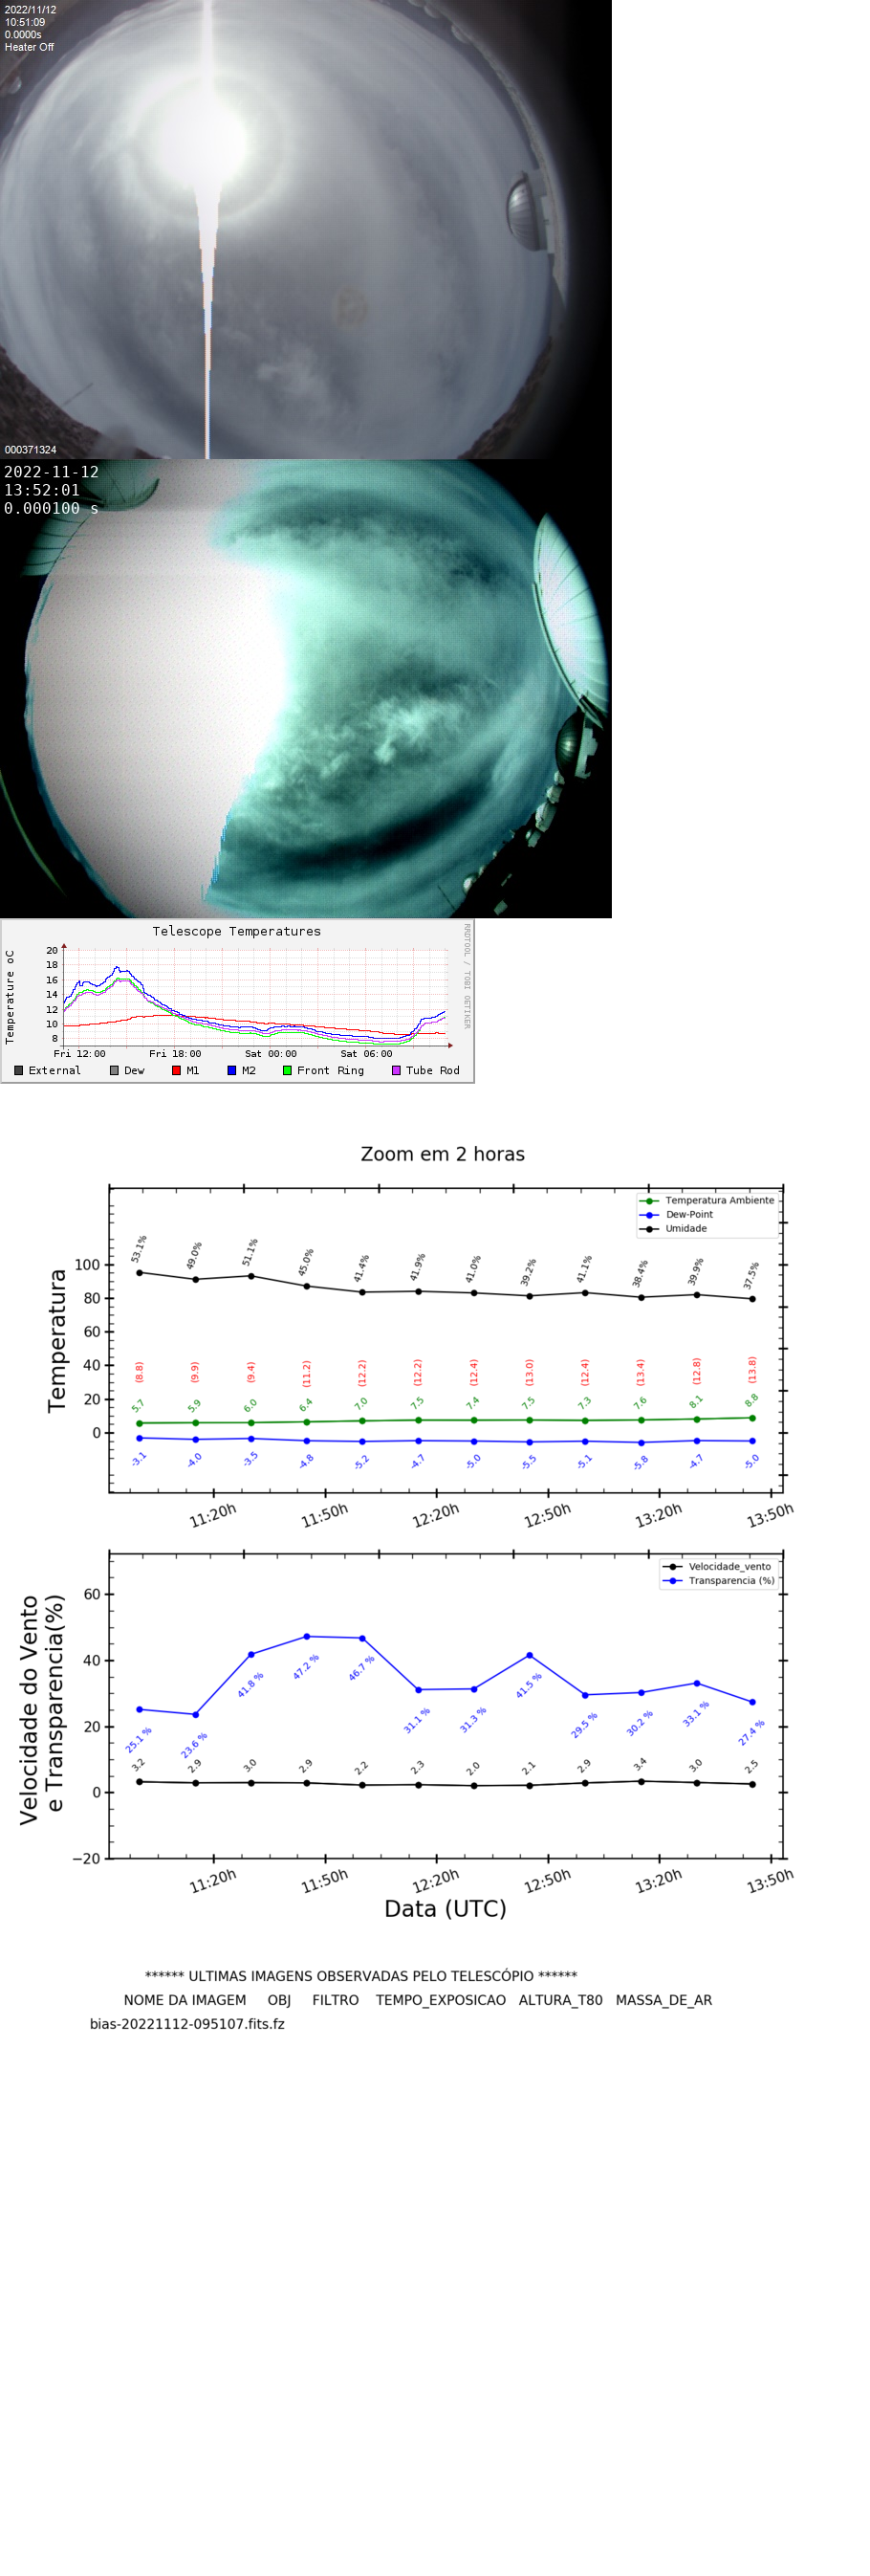 2022/11/12
10:51:09
0.0000s
Heater Off
000371324
2022-11-12
13:52:01
0.000100 s
Telescope Temperatures
RRDTOOL / TOBI OETIKER
Temperature oC
20
18
16
14
12
10
8
Fri 12:00 Fri 18:00 Sat 00:00 Sat 06:00
External Dew M1 M2 Front Ring Tube Rod
Zoom em 2 horas
Temperatura Ambiente
Dew-Point
Umidade
Temperatura
100
80
60
40
20
0
53.1% 49.0% 51.1% 45.0% 41.4% 41.9% 41.0% 39.2% 41.1% 38.4% 39.9% 37.5%
(8.8) (9.9) (9.4) (11.2) (12.2) (12.2) (12.4) (13.0) (12.4) (13.4) (12.8) (13.8)
5.7 5.9 6.0 6.4 7.0 7.5 7.4 7.5 7.3 7.6 8.1 8.8
-3.1 -4.0 -3.5 -4.8 -5.2 -4.7 -5.0 -5.5 -5.1 -5.8 -4.7 -5.0
11:20h 11:50h 12:20h 12:50h 13:20h 13:50h
Velocidade_vento
Transparencia (%)
Velocidade do Vento
e Transparencia(%)
60
40
20
0
−20
25.1 % 23.6 % 41.8 % 47.2 % 46.7 % 31.1 % 31.3 % 41.5 % 29.5 % 30.2 % 33.1 % 27.4 %
3.2 2.9 3.0 2.9 2.2 2.3 2.0 2.1 2.9 3.4 3.0 2.5
11:20h 11:50h 12:20h 12:50h 13:20h 13:50h
Data (UTC)
****** ULTIMAS IMAGENS OBSERVADAS PELO TELESCÓPIO ******
NOME DA IMAGEM OBJ FILTRO TEMPO_EXPOSICAO ALTURA_T80 MASSA_DE_AR
bias-20221112-095107.fits.fz